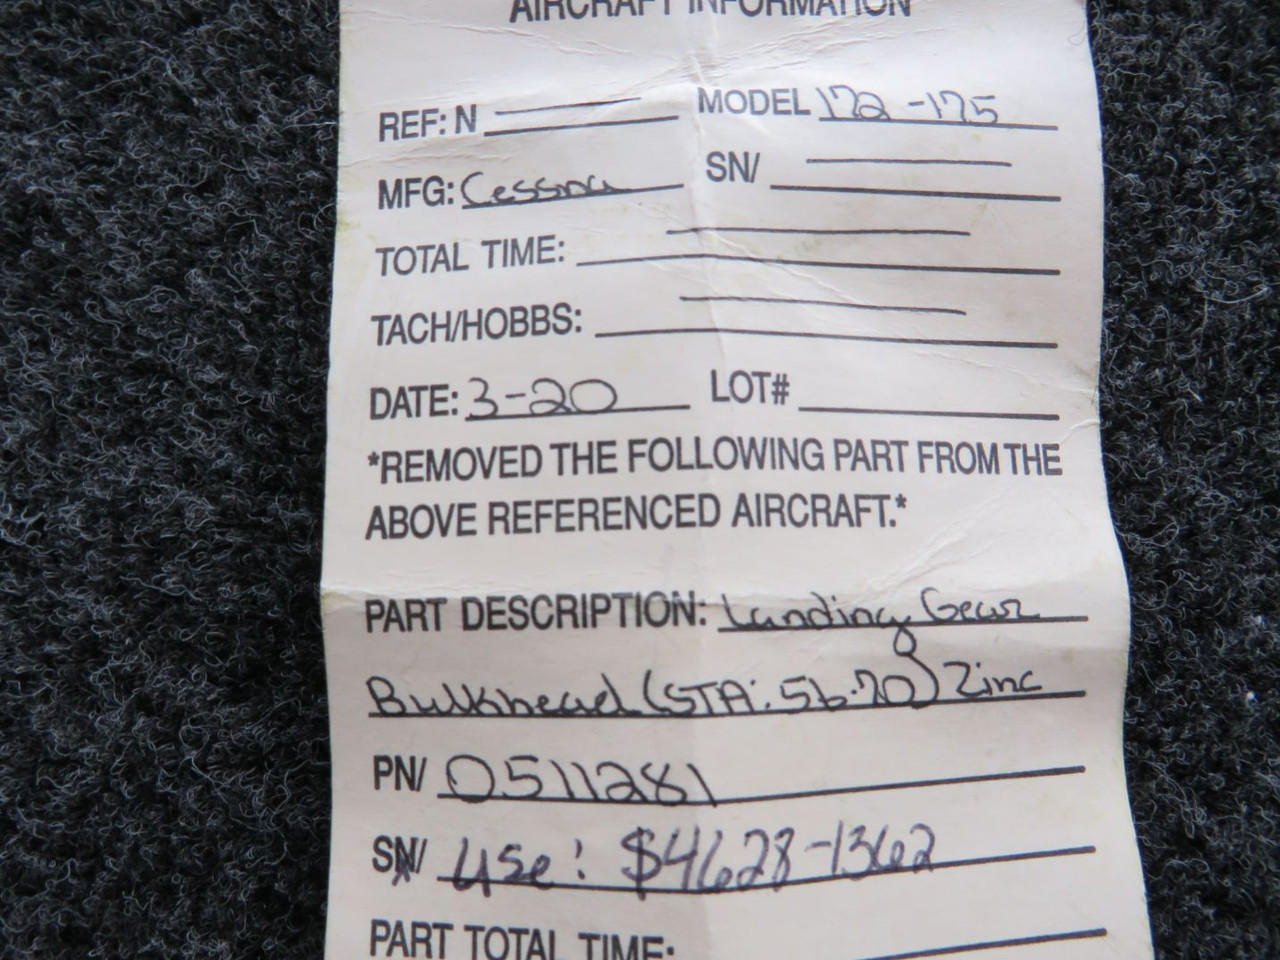 AIRCRAFT INFORMATION
REF: N MODEL 172-175
MFG: Cessna SN/
TOTAL TIME:
TACH/HOBBS:
DATE: 3-20 LOT#
*REMOVED THE FOLLOWING PART FROM THE
ABOVE REFERENCED AIRCRAFT.*
PART DESCRIPTION: Landing Gear
Bulkhead (STA: 56.70) Zinc
PN/ 0511281
SN/ use: $4628-1362
PART TOTAL TIME: